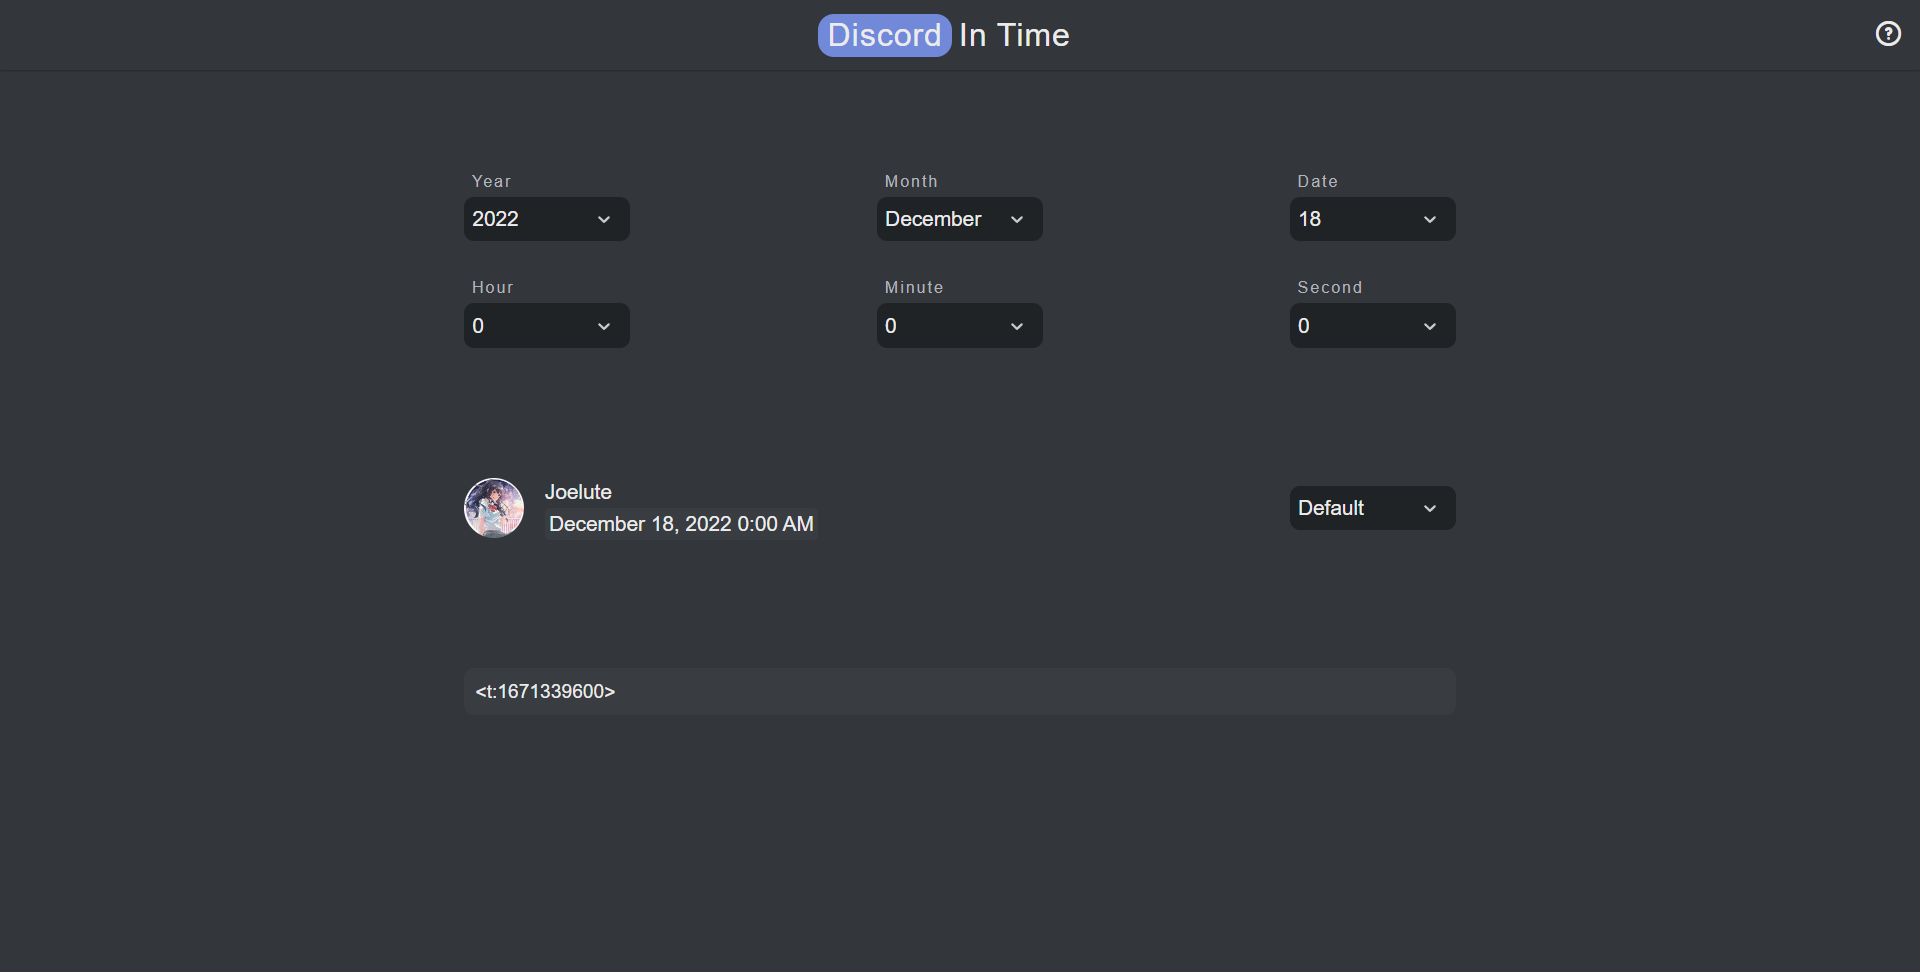 Discord In Time
Year
Month
Date
2022
December
18
Hour
Minute
Second
0
0
0
Joelute
December 18, 2022 0:00 AM
Default
<t:1671339600>